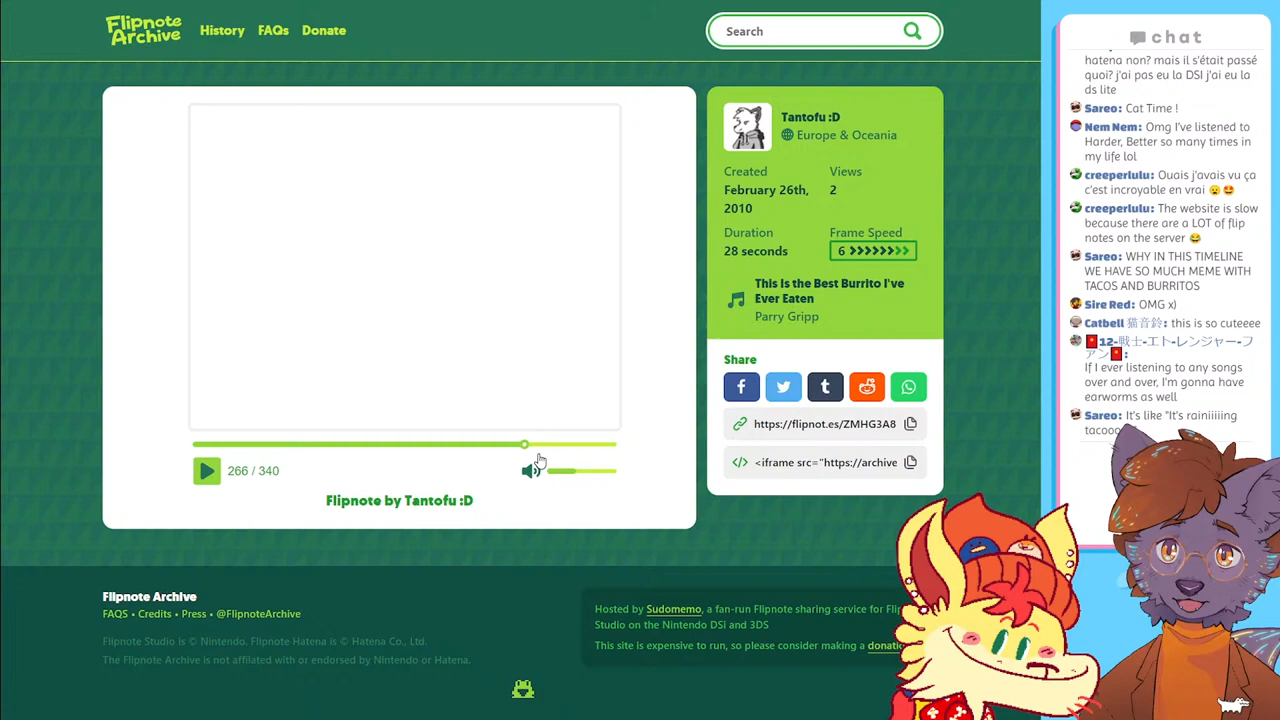 Flipnote
Archive
History
FAQs
Donate
Search
Tantofu :D
Europe & Oceania
Created
Views
February 26th,
2010
2
Duration
Frame Speed
28 seconds
6
This Is the Best Burrito I've
Ever Eaten
Parry Gripp
Share
https://flipnot.es/ZMHG3A8
<iframe src="https://archive
266 / 340
Flipnote by Tantofu :D
Flipnote Archive
FAQS • Credits • Press • @FlipnoteArchive
Flipnote Studio is © Nintendo. Flipnote Hatena is © Hatena Co., Ltd.
The Flipnote Archive is not affilated with or endorsed by Nintendo or Hatena.
Hosted by Sudomemo, a fan-run Flipnote sharing service for Fli
Studio on the Nintendo DSi and 3DS
This site is expensive to run, so please consider making a donati
chat
hatena non? mais il s'était passé
quoi? j'ai pas eu la DSI j'ai eu la
ds lite
Sareo: Cat Time !
Nem Nem: Omg I've listened to
Harder, Better so many times in
my life lol
creeperlulu: Ouais j'avais vu ça
c'est incroyable en vrai 😮🤩
creeperlulu: The website is slow
because there are a LOT of flip
notes on the server 😂
Sareo: WHY IN THIS TIMELINE
WE HAVE SO MUCH MEME WITH
TACOS AND BURRITOS
Sire Red: OMG x)
Catbell 猫音鈴: this is so cuteeee
🧧12-戦士-エト-レンジャー-フ
ァン🧧:
If I ever listening to any songs
over and over, I'm gonna have
earworms as well
Sareo: It's like "It's rainiiiiing
tacooo